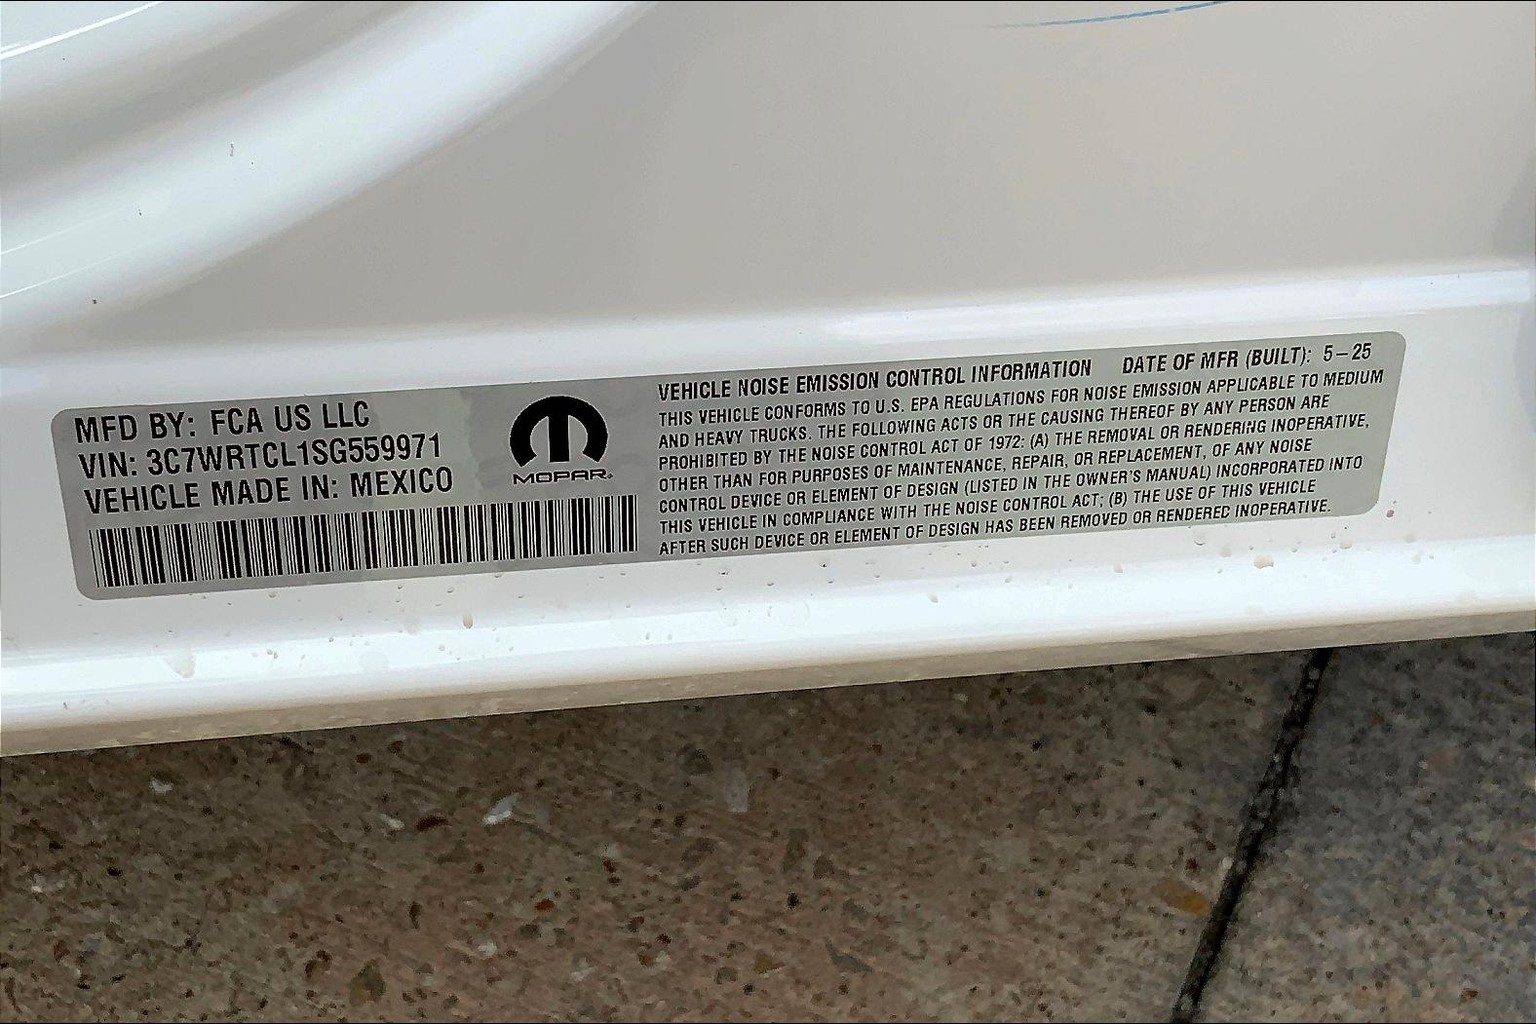 MFD BY: FCA US LLC
VIN: 3C7WRTCL1SG559971
VEHICLE MADE IN: MEXICO
MOPAR
VEHICLE NOISE EMISSION CONTROL INFORMATION DATE OF MFR (BUILT): 5-25
THIS VEHICLE CONFORMS TO U.S. EPA REGULATIONS FOR NOISE EMISSION APPLICABLE TO MEDIUM
AND HEAVY TRUCKS. THE FOLLOWING ACTS OR THE CAUSING THEREOF BY ANY PERSON ARE
PROHIBITED BY THE NOISE CONTROL ACT OF 1972: (A) THE REMOVAL OR RENDERING INOPERATIVE,
OTHER THAN FOR PURPOSES OF MAINTENANCE, REPAIR, OR REPLACEMENT, OF ANY NOISE
CONTROL DEVICE OR ELEMENT OF DESIGN (LISTED IN THE OWNER'S MANUAL) INCORPORATED INTO
THIS VEHICLE IN COMPLIANCE WITH THE NOISE CONTROL ACT; (B) THE USE OF THIS VEHICLE
AFTER SUCH DEVICE OR ELEMENT OF DESIGN HAS BEEN REMOVED OR RENDERED INOPERATIVE.